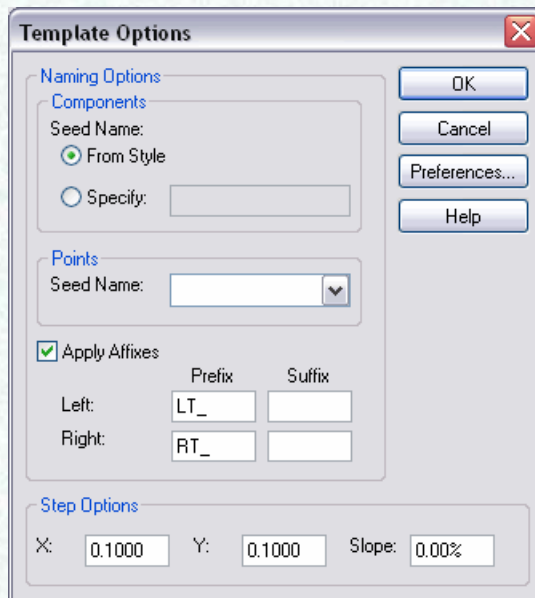 Template Options
Naming Options
OK
Components
Seed Name:
Cancel
From Style
Preferences...
Specify:
Help
Points
Seed Name:
Apply Affixes
Prefix Suffix
Left: LT_
Right: RT_
Step Options
X: 0.1000 Y: 0.1000 Slope: 0.00%